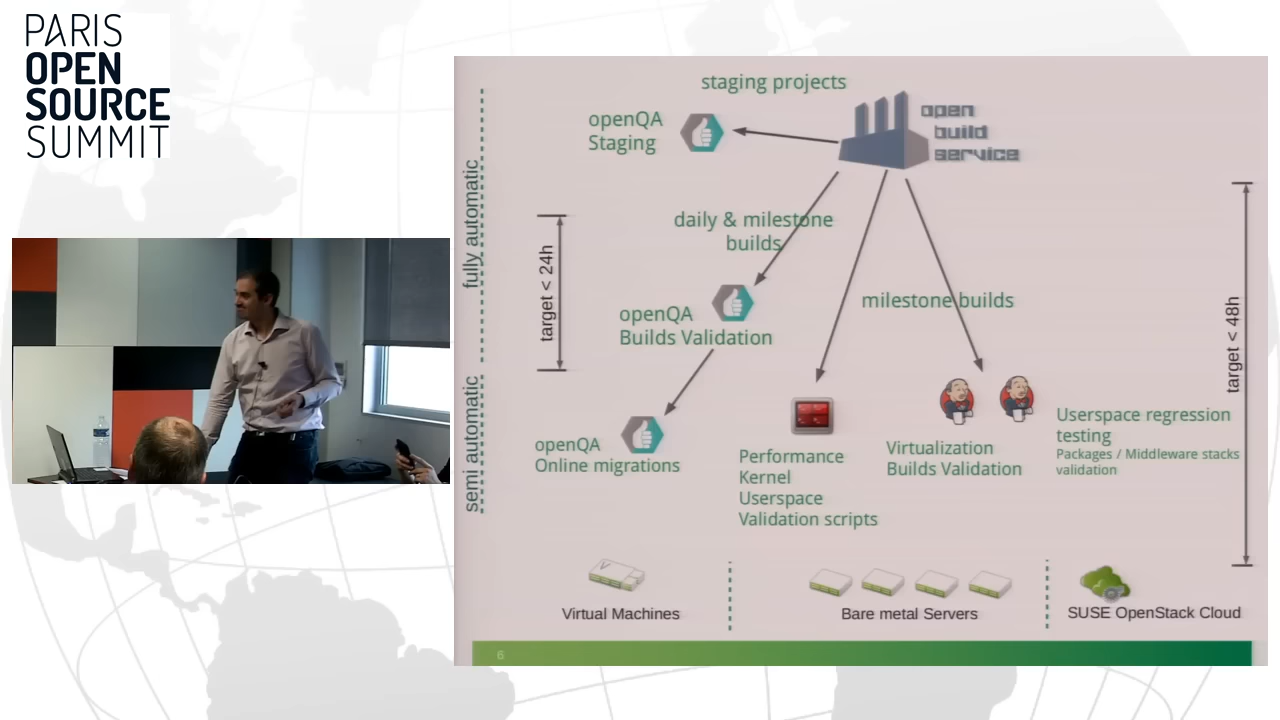 PARIS
OPEN
SOURCE
SUMMIT
staging projects
openQA
Staging
open
build
service
fully automatic
daily & milestone
builds
target < 24h
milestone builds
openQA
Builds Validation
target < 48h
semi automatic
openQA
Online migrations
Performance
Kernel
Userspace
Validation scripts
Virtualization
Builds Validation
Userspace regression
testing
Packages / Middleware stacks
validation
V
Virtual Machines
Bare metal Servers
SUSE OpenStack Cloud
6